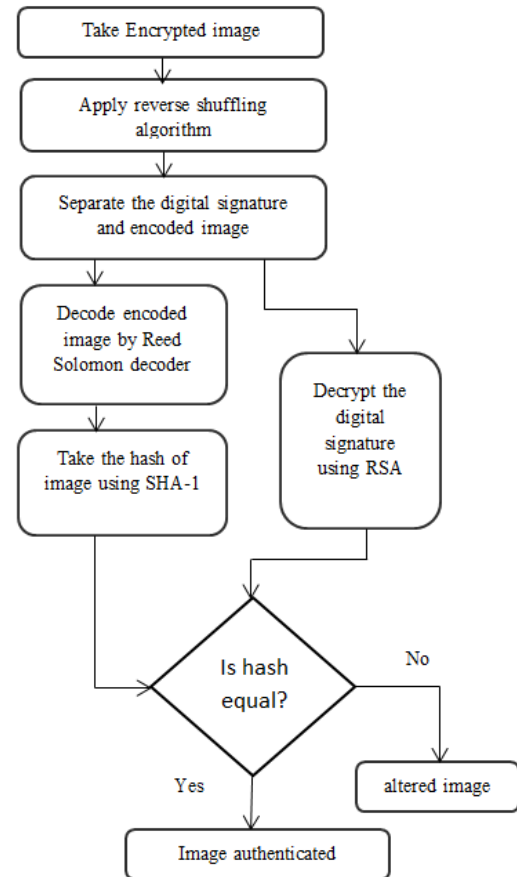 Take Encrypted image
Apply reverse shuffling
algorithm
Separate the digital signature
and encoded image
Decode encoded
image by Reed
Solomon decoder
Take the hash of
image using SHA-1
Decrypt the
digital
signature
using RSA
Is hash
equal?
No
altered image
Yes
Image authenticated